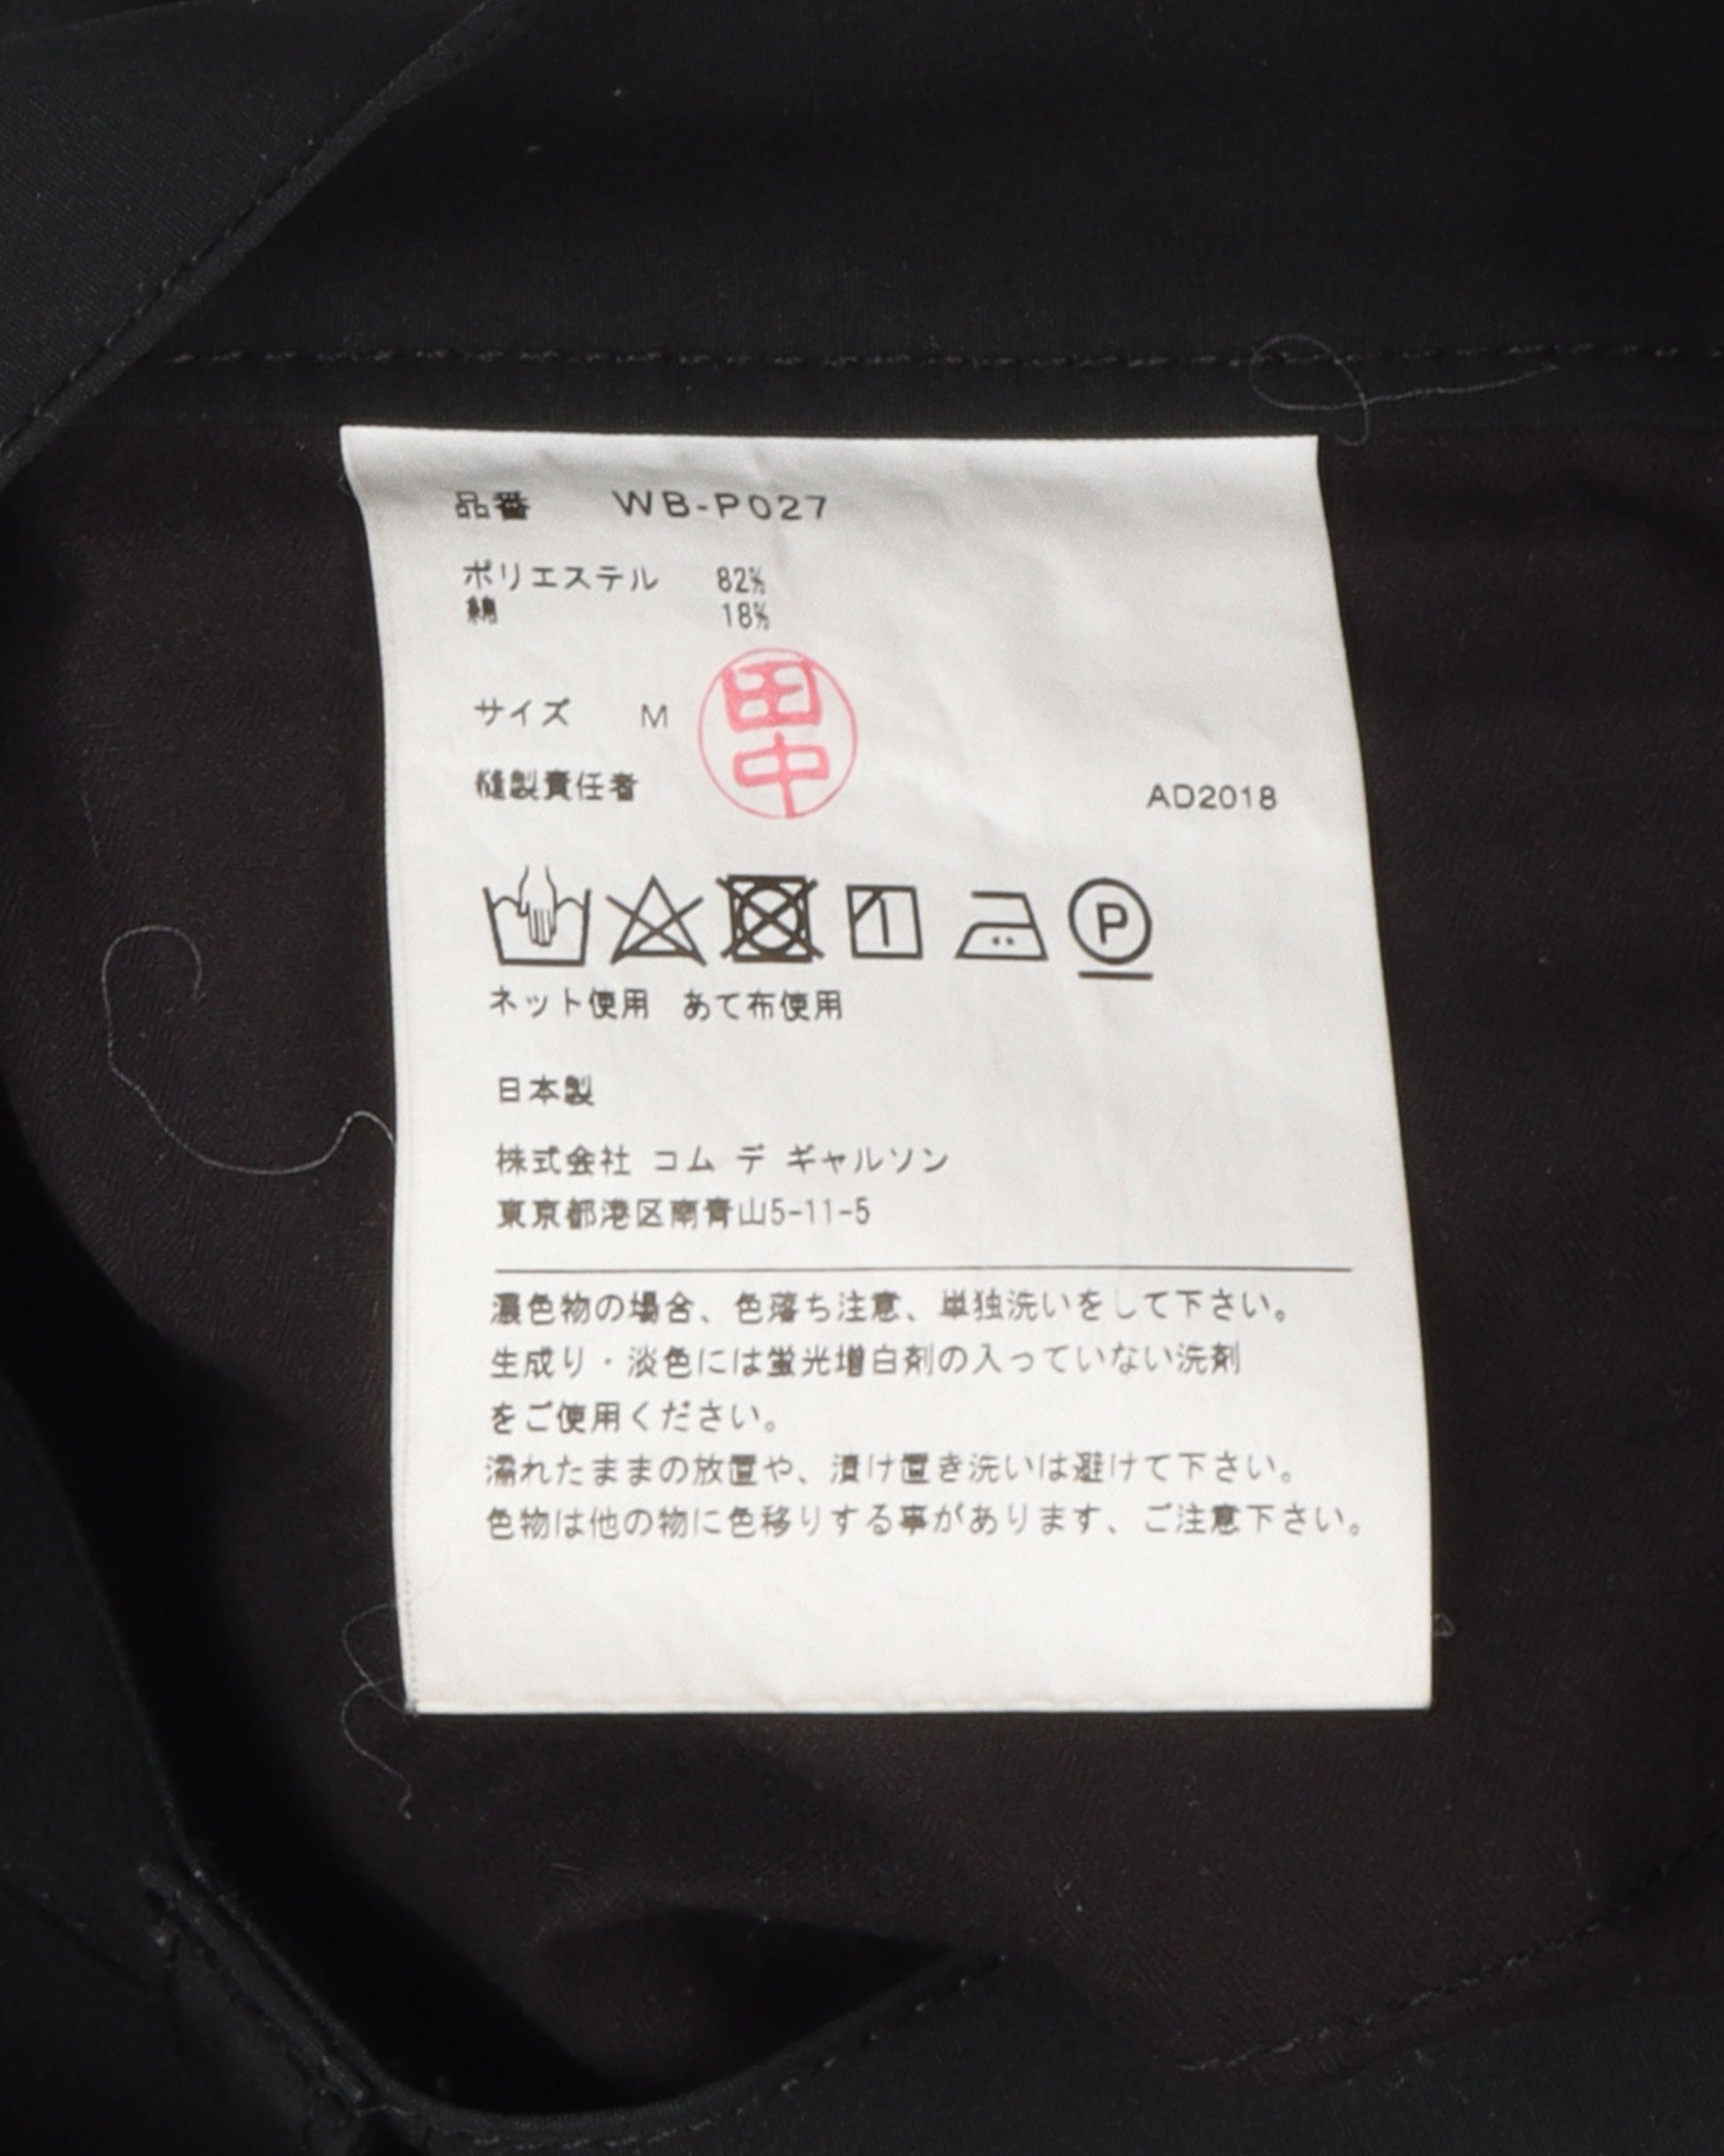 品番 WB-P027
ポリエステル 82%
綿 18%
サイズ M
田中
縫製責任者
AD2018
P
ネット使用 あて布使用
日本製
株式会社 コム デ ギャルソン
東京都港区南青山5-11-5
濃色物の場合、色落ち注意、単独洗いをして下さい。
生成り・淡色には蛍光増白剤の入っていない洗剤
をご使用ください。
濡れたままの放置や、漬け置き洗いは避けて下さい。
色物は他の物に色移りする事があります、ご注意下さい。